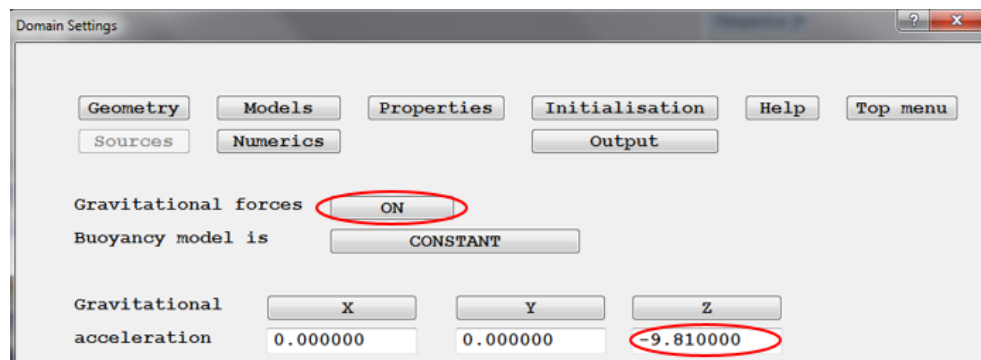 Domain Settings
? X
Geometry Models Properties Initialisation Help Top menu
Sources Numerics Output
Gravitational forces ON
Buoyancy model is CONSTANT
Gravitational X Y Z
acceleration 0.000000 0.000000 -9.810000